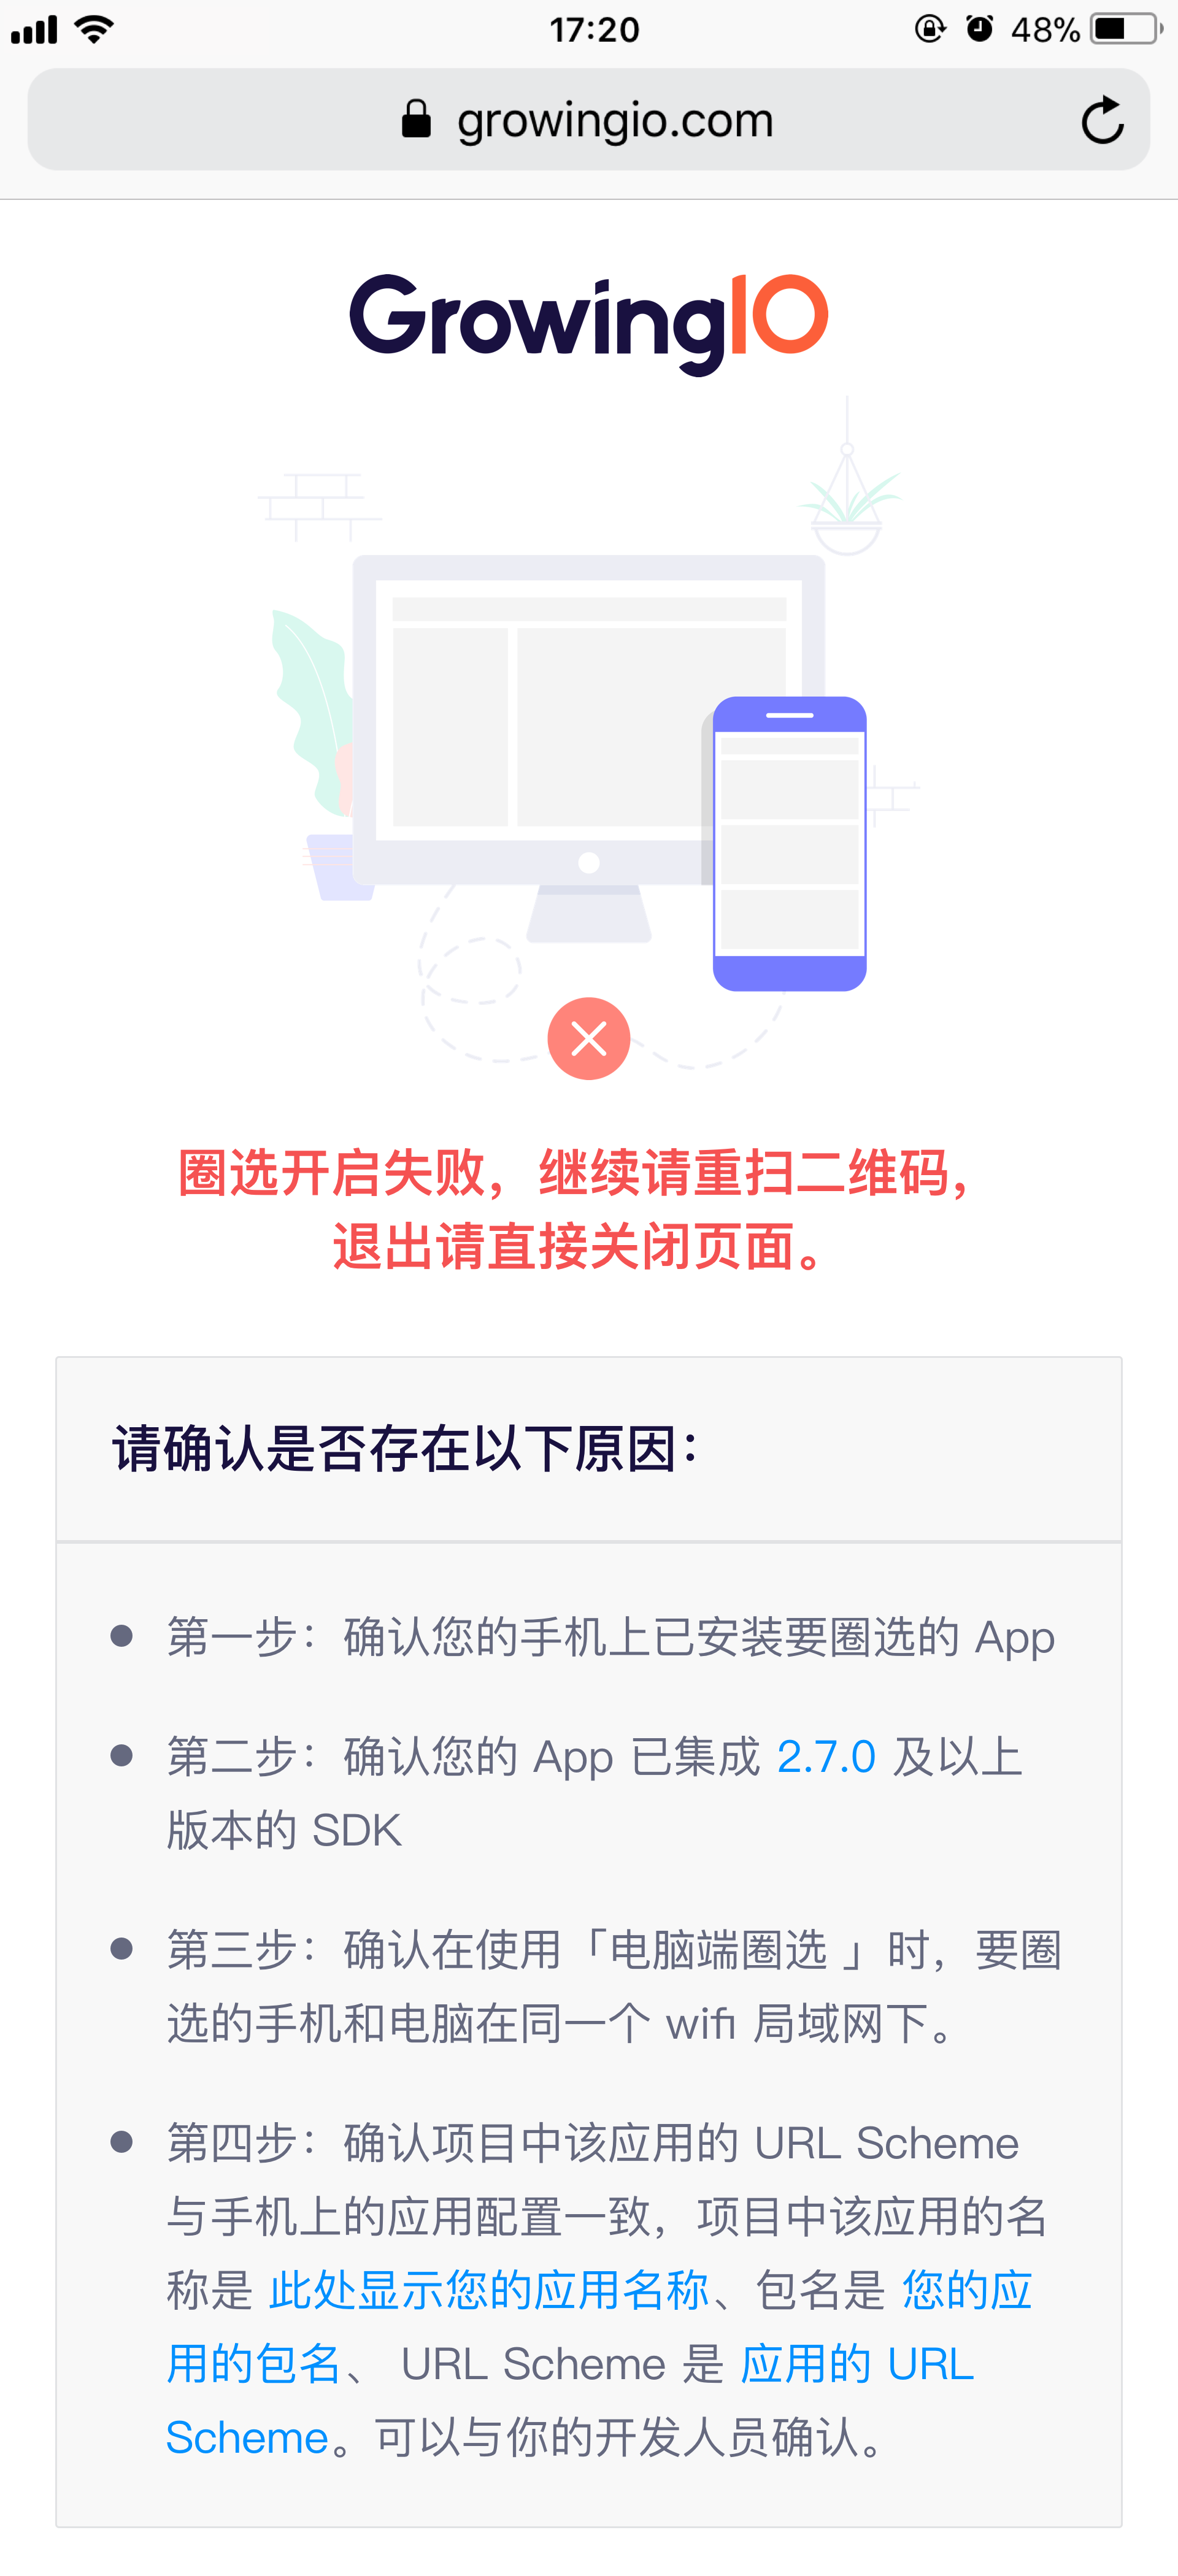 17:20
48%
growingio.com
GrowingIO
圈选开启失败，继续请重扫二维码，
退出请直接关闭页面。
请确认是否存在以下原因：
第一步：确认您的手机上已安装要圈选的 App
第二步：确认您的 App 已集成 2.7.0 及以上
版本的 SDK
第三步：确认在使用「电脑端圈选 」时，要圈
选的手机和电脑在同一个 wifi 局域网下。
第四步：确认项目中该应用的 URL Scheme
与手机上的应用配置一致，项目中该应用的名
称是 此处显示您的应用名称、包名是 您的应
用的包名、 URL Scheme 是 应用的 URL
Scheme。可以与你的开发人员确认。